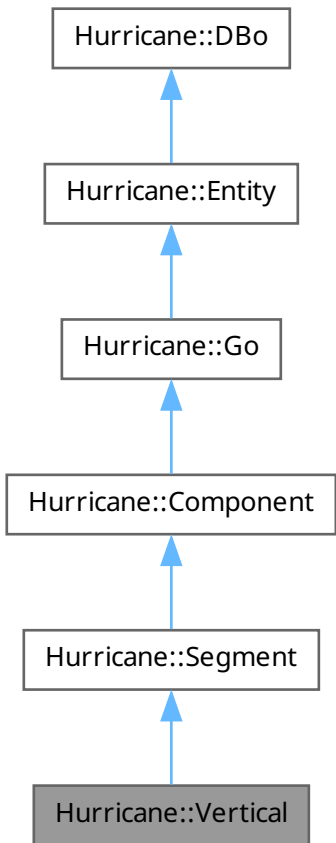 Hurricane::DBo
Hurricane::Entity
Hurricane::Go
Hurricane::Component
Hurricane::Segment
Hurricane::Vertical